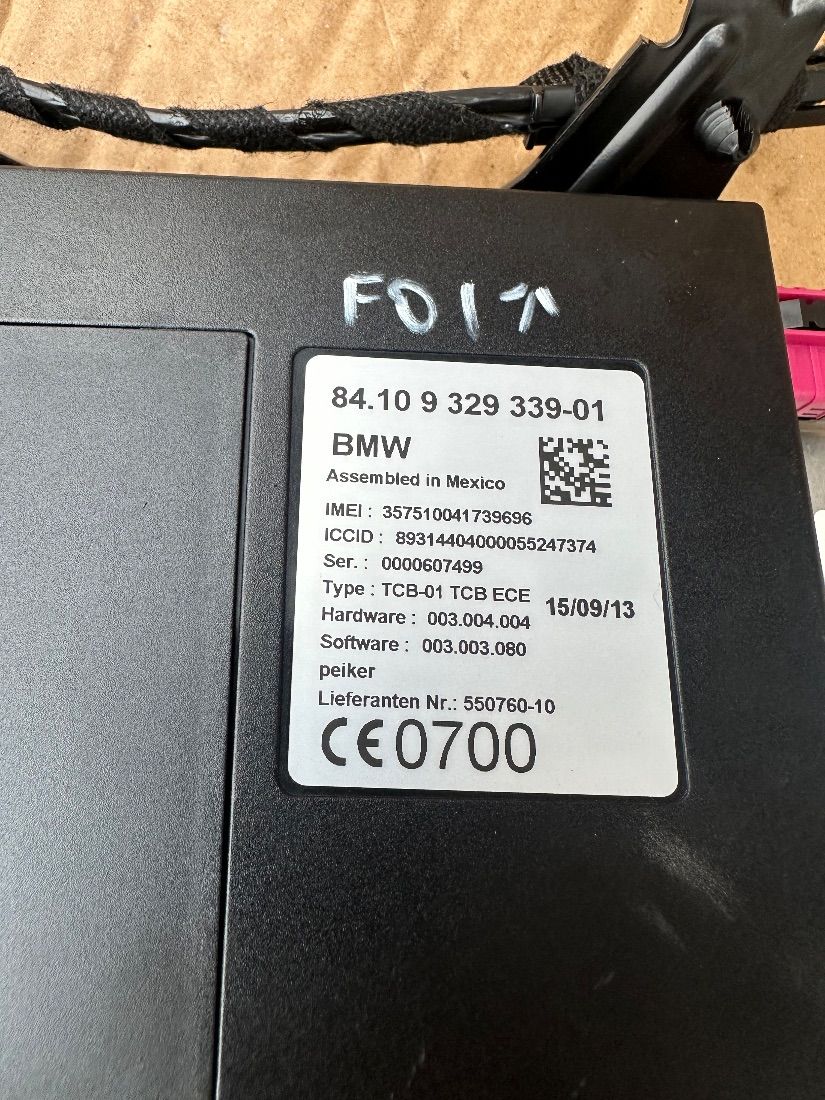 F01↑
84.10 9 329 339-01
BMW
Assembled in Mexico
IMEI : 357510041739696
ICCID : 89314404000055247374
Ser. : 0000607499
Type : TCB-01 TCB ECE
15/09/13
Hardware : 003.004.004
Software : 003.003.080
peiker
Lieferanten Nr.: 550760-10
CE0700